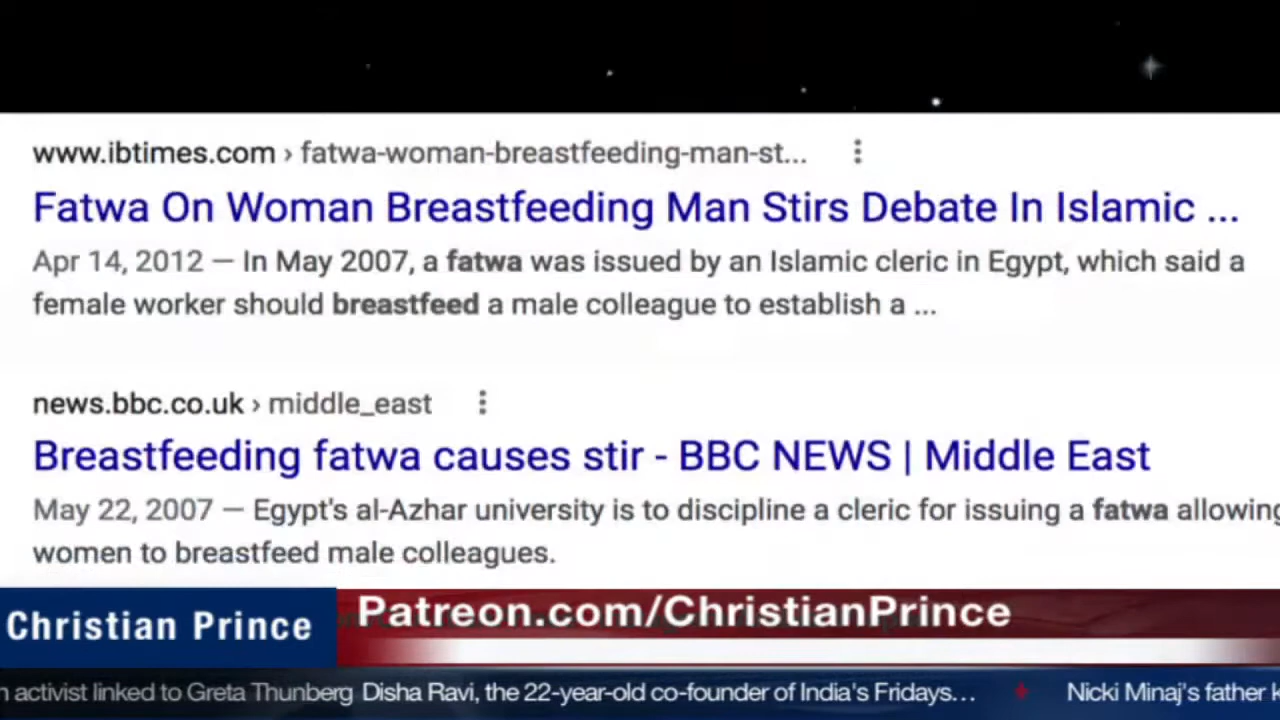 www.ibtimes.com › fatwa-woman-breastfeeding-man-st...
Fatwa On Woman Breastfeeding Man Stirs Debate In Islamic ...
Apr 14, 2012 — In May 2007, a fatwa was issued by an Islamic cleric in Egypt, which said a
female worker should breastfeed a male colleague to establish a ...
news.bbc.co.uk › middle_east
Breastfeeding fatwa causes stir - BBC NEWS | Middle East
May 22, 2007 — Egypt's al-Azhar university is to discipline a cleric for issuing a fatwa allowing
women to breastfeed male colleagues.
Christian Prince
Patreon.com/ChristianPrince
n activist linked to Greta Thunberg Disha Ravi, the 22-year-old co-founder of India's Fridays... Nicki Minaj's father k